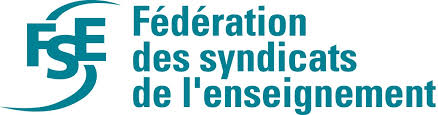 FSE
Fédération
des syndicats
de l'enseignement